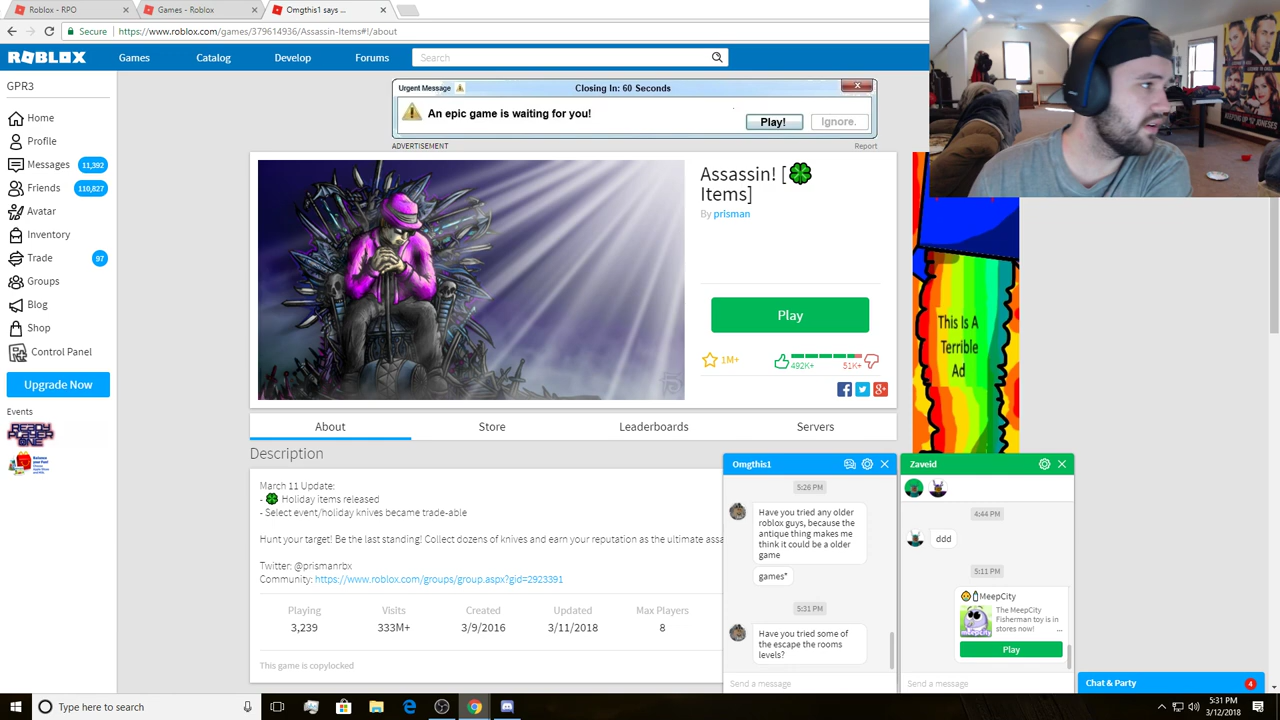 Roblox - RPO
Games - Roblox
Omgthis1 says ...
Secure
https://www.roblox.com/games/379614936/Assassin-Items#!/about
ROBLOX
Games
Catalog
Develop
Forums
Search
GPR3
Home
Profile
Messages 11,392
Friends 110,827
Avatar
Inventory
Trade 97
Groups
Blog
Shop
Control Panel
Upgrade Now
Events
READY PLAYER ONE
Urgent Message
Closing In: 60 Seconds
An epic game is waiting for you!
Play!
Ignore.
ADVERTISEMENT
Report
Assassin! [🍀
Items]
By prisman
Play
1M+
492K+
51K+
About
Store
Leaderboards
Servers
Description
March 11 Update:
- 🍀 Holiday items released
- Select event/holiday knives became trade-able
Hunt your target! Be the last standing! Collect dozens of knives and earn your reputation as the ultimate assa
Twitter: @prismanrbx
Community: https://www.roblox.com/groups/group.aspx?gid=2923391
Playing
3,239
Visits
333M+
Created
3/9/2016
Updated
3/11/2018
Max Players
8
This game is copylocked
This Is A
Terrible
Ad
KEEPING UP WITH THE JONESES
Omgthis1
5:26 PM
Have you tried any older
roblox guys, because the
antique thing makes me
think it could be a older
game
games*
5:31 PM
Have you tried some of
the escape the rooms
levels?
Send a message
Zaveid
4:44 PM
ddd
5:11 PM
MeepCity
The MeepCity
Fisherman toy is in
stores now!
...
Play
Send a message
Chat & Party 4
Type here to search
5:31 PM
3/12/2018